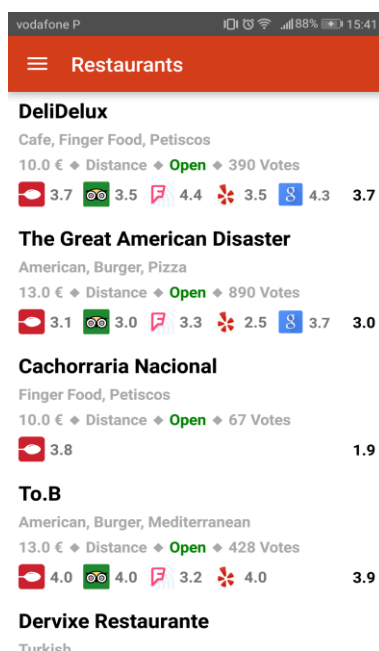 vodafone P 88% 15:41
Restaurants
DeliDelux
Cafe, Finger Food, Petiscos
10.0 € ◆ Distance ◆ Open ◆ 390 Votes
3.7 3.5 4.4 3.5 8 4.3 3.7
The Great American Disaster
American, Burger, Pizza
13.0 € ◆ Distance ◆ Open ◆ 890 Votes
3.1 3.0 3.3 2.5 8 3.7 3.0
Cachorraria Nacional
Finger Food, Petiscos
10.0 € ◆ Distance ◆ Open ◆ 67 Votes
3.8 1.9
To.B
American, Burger, Mediterranean
13.0 € ◆ Distance ◆ Open ◆ 428 Votes
4.0 4.0 3.2 4.0 3.9
Dervixe Restaurante
Turkish